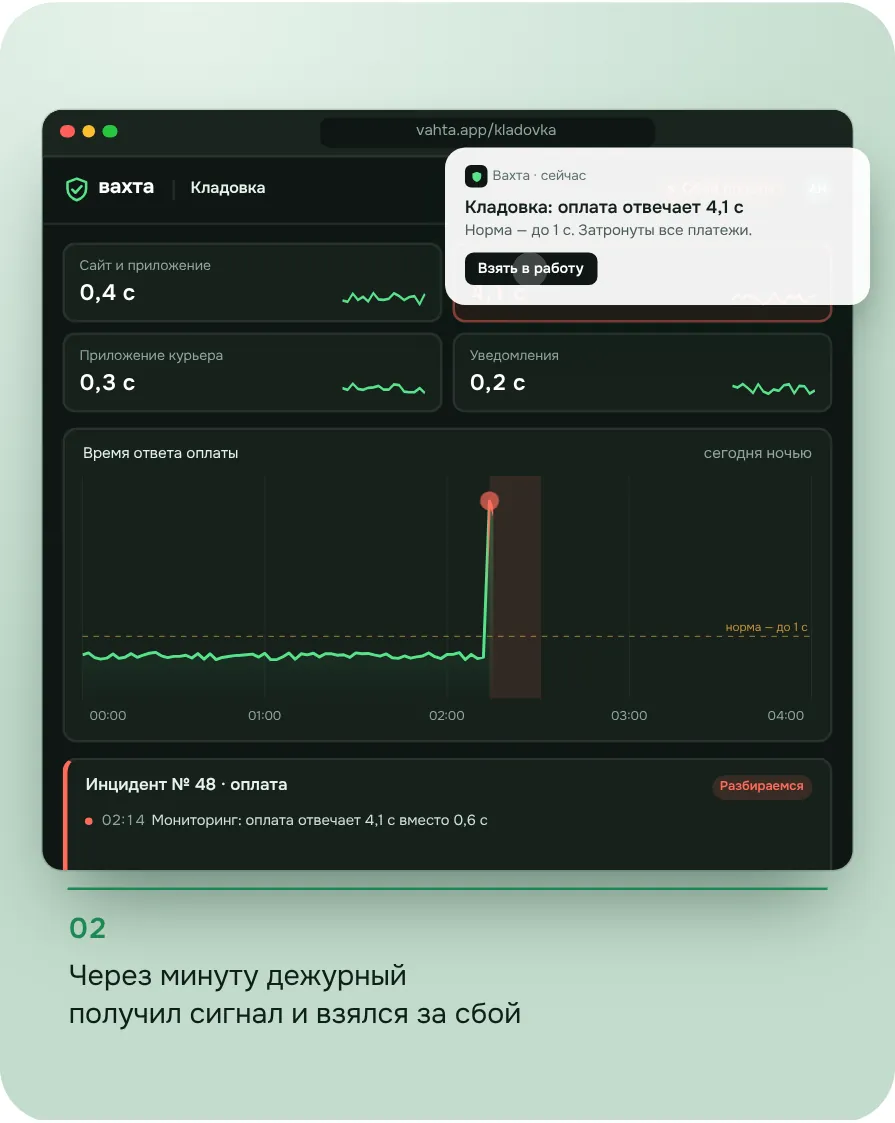 vahta.app/kladovka
вахта
Кладовка
Вахта · сейчас
Кладовка: оплата отвечает 4,1 с
Норма — до 1 с. Затронуты все платежи.
Взять в работу
Сайт и приложение
0,4 с
4,1 с
Приложение курьера
0,3 с
Уведомления
0,2 с
Время ответа оплаты
сегодня ночью
норма — до 1 с
00:00
01:00
02:00
03:00
04:00
Инцидент № 48 · оплата
Разбираемся
02:14 Мониторинг: оплата отвечает 4,1 с вместо 0,6 с
02
Через минуту дежурный
получил сигнал и взялся за сбой